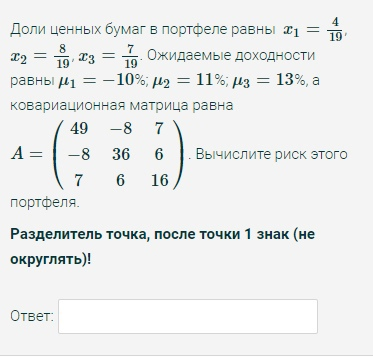 Доли ценных бумаг в портфеле равны x₁ = 4/19,
x₂ = 8/19, x₃ = 7/19. Ожидаемые доходности
равны μ₁ = −10%; μ₂ = 11%; μ₃ = 13%, а
ковариационная матрица равна
49 −8 7
A = ( −8 36 6 ). Вычислите риск этого
7 6 16
портфеля.
Разделитель точка, после точки 1 знак (не
округлять)!
Ответ: